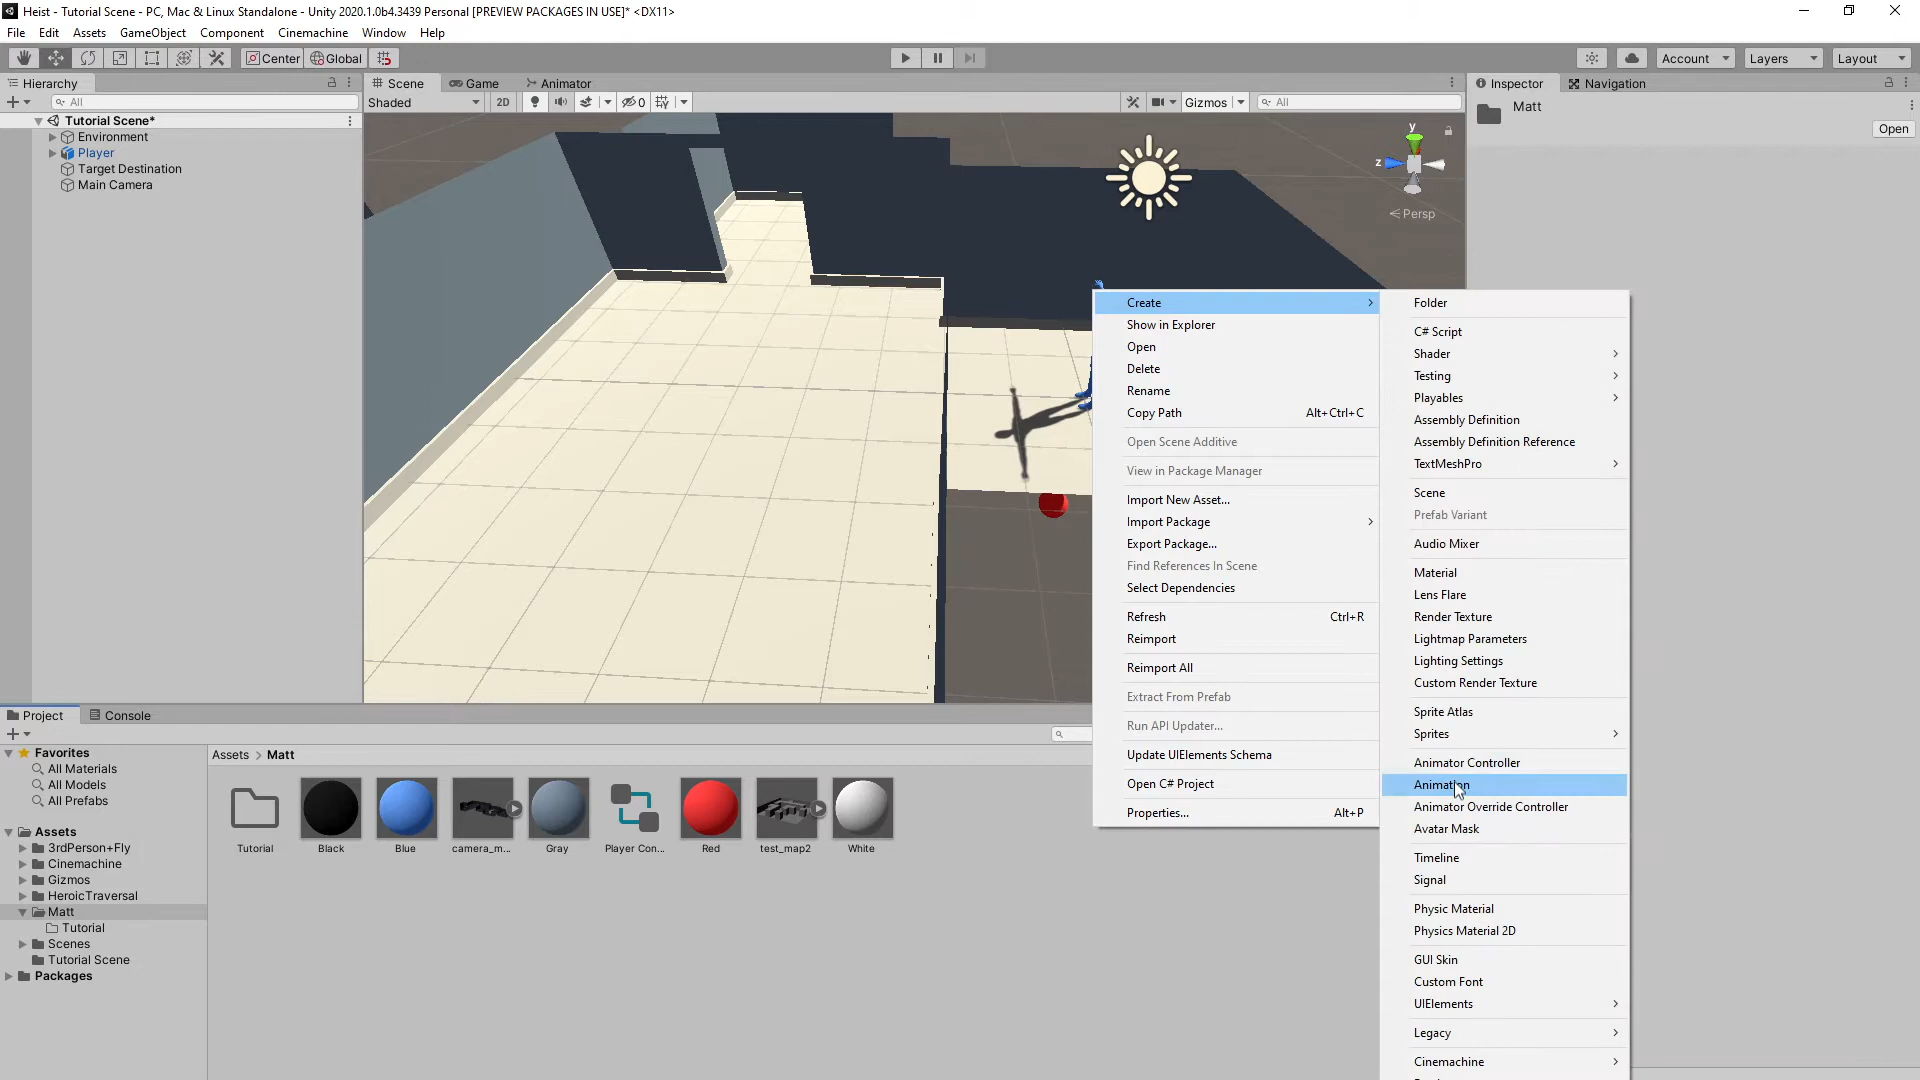 Heist - Tutorial Scene - PC, Mac & Linux Standalone - Unity 2020.1.0b4.3439 Personal [PREVIEW PACKAGES IN USE]* <DX11>
File Edit Assets GameObject Component Cinemachine Window Help
Center Global Account Layers Layout
Hierarchy
All
Tutorial Scene*
Environment
Player
Target Destination
Main Camera
Scene Game Animator
Shaded 2D 0 Gizmos All
y
z
Persp
Inspector Navigation
Matt
Open
Create
Show in Explorer
Open
Delete
Rename
Copy Path Alt+Ctrl+C
Open Scene Additive
View in Package Manager
Import New Asset...
Import Package
Export Package...
Find References In Scene
Select Dependencies
Refresh Ctrl+R
Reimport
Reimport All
Extract From Prefab
Run API Updater...
Update UIElements Schema
Open C# Project
Properties... Alt+P
Folder
C# Script
Shader
Testing
Playables
Assembly Definition
Assembly Definition Reference
TextMeshPro
Scene
Prefab Variant
Audio Mixer
Material
Lens Flare
Render Texture
Lightmap Parameters
Lighting Settings
Custom Render Texture
Sprite Atlas
Sprites
Animator Controller
Animation
Animator Override Controller
Avatar Mask
Timeline
Signal
Physic Material
Physics Material 2D
GUI Skin
Custom Font
UIElements
Legacy
Cinemachine
Project Console
Favorites
All Materials
All Models
All Prefabs
Assets
3rdPerson+Fly
Cinemachine
Gizmos
HeroicTraversal
Matt
Tutorial
Scenes
Tutorial Scene
Packages
Assets > Matt
Tutorial Black Blue camera_m... Gray Player Con... Red test_map2 White